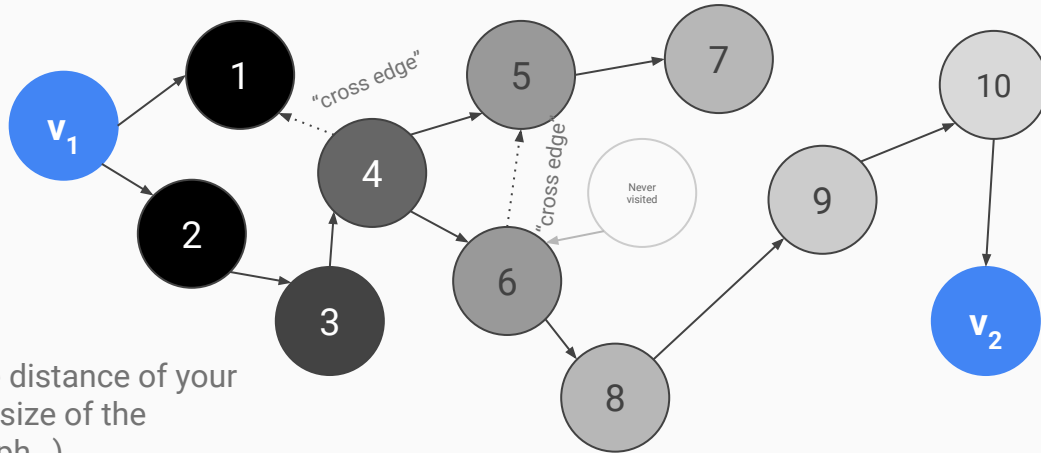 v1
1
2
3
4
"cross edge"
5
6
"cross edge"
7
Never
visited
8
9
10
v2
distance of your
size of the